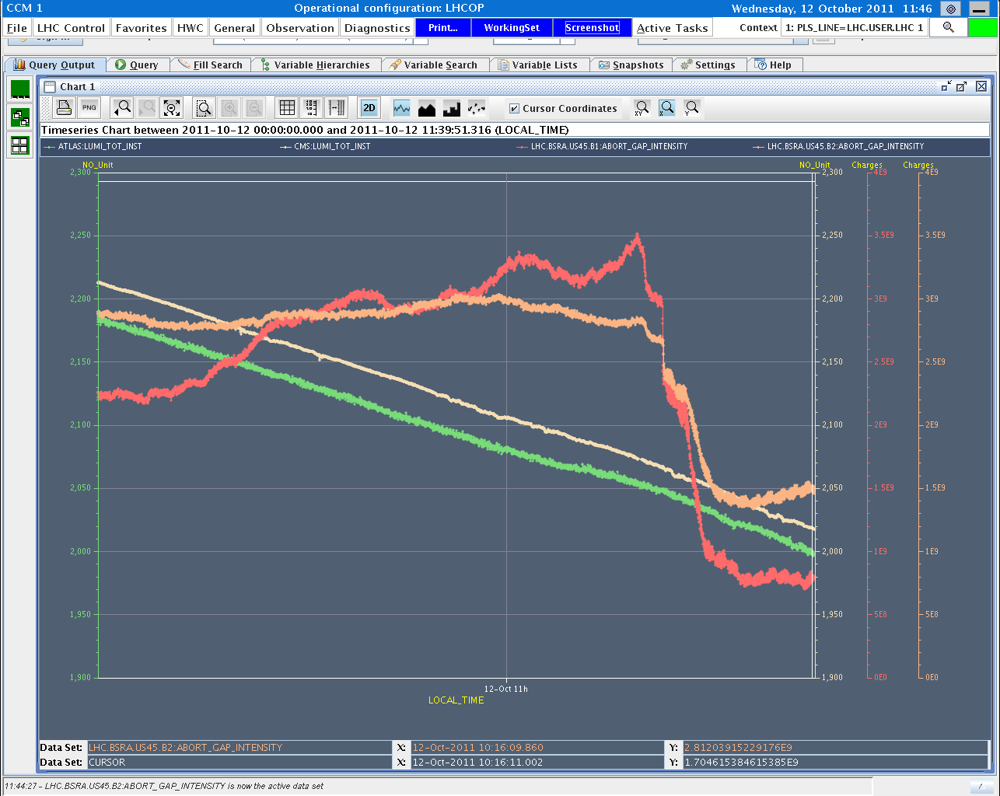 CCM 1 Operational configuration: LHCOP Wednesday, 12 October 2011 11:46
File LHC Control Favorites HWC General Observation Diagnostics Print... WorkingSet Screenshot Active Tasks Context 1: PLS_LINE=LHC.USER.LHC 1
Query Output Query Fill Search Variable Hierarchies Variable Search Variable Lists Snapshots Settings Help
Chart 1
PNG 2D Cursor Coordinates XY X Y
Timeseries Chart between 2011-10-12 00:00:00.000 and 2011-10-12 11:39:51.316 (LOCAL_TIME)
ATLAS:LUMI_TOT_INST CMS:LUMI_TOT_INST LHC.BSRA.US45.B1:ABORT_GAP_INTENSITY LHC.BSRA.US45.B2:ABORT_GAP_INTENSITY
NO_Unit NO_Unit Charges Charges
2,300 2,300 4E9 4E9
2,250 2,250 3.5E9 3.5E9
2,200 2,200 3E9 3E9
2,150 2,150 2.5E9 2.5E9
2,100 2,100 2E9 2E9
2,050 2,050 1.5E9 1.5E9
2,000 2,000 1E9 1E9
1,950 1,950 5E8 5E8
1,900 1,900 0E0 0E0
12-Oct 11h
LOCAL_TIME
Data Set: LHC.BSRA.US45.B2:ABORT_GAP_INTENSITY X: 12-Oct-2011 10:16:09.860 Y: 2.81203915229176E9
Data Set: CURSOR X: 12-Oct-2011 10:16:11.002 Y: 1.704615384615385E9
11:44:27 - LHC.BSRA.US45.B2:ABORT_GAP_INTENSITY is now the active data set